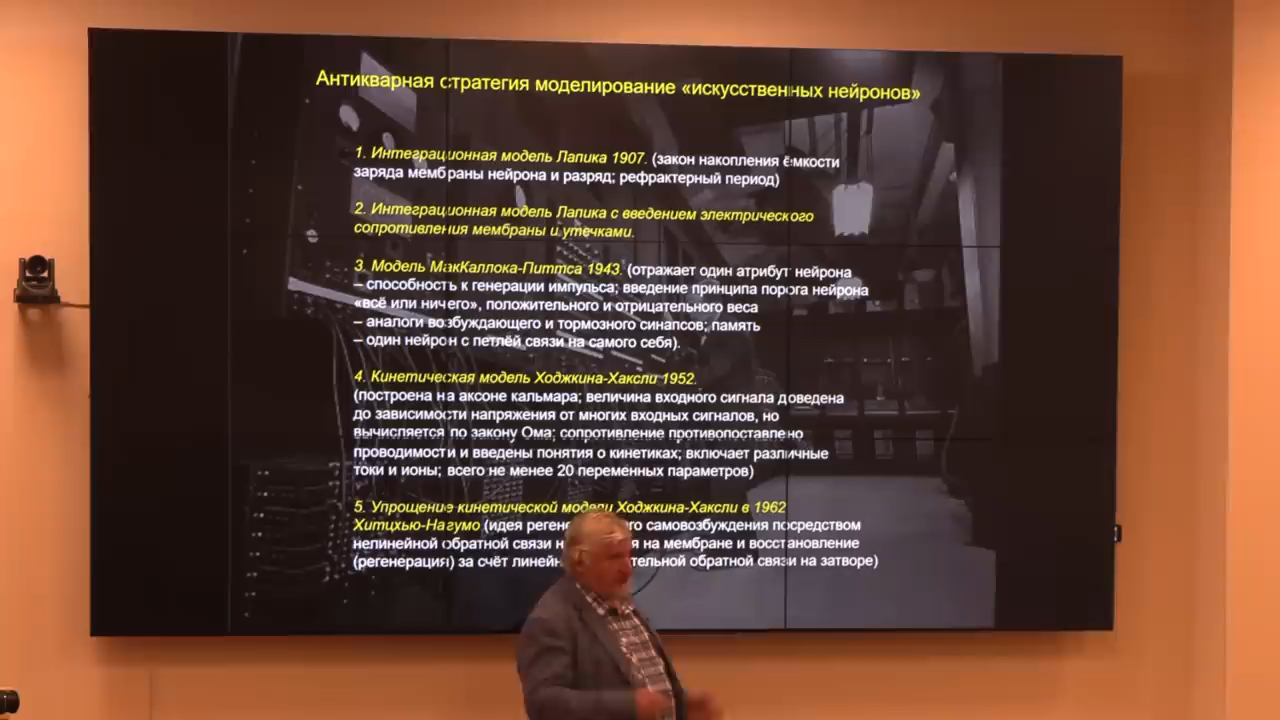 Антикварная стратегия моделирование «искусственных нейронов»
1. Интеграционная модель Лапика 1907. (закон накопления ёмкости
заряда мембраны нейрона и разряд; рефрактерный период)
2. Интеграционная модель Лапика с введением электрического
сопротивления мембраны и утечками.
3. Модель МакКаллока-Питтса 1943. (отражает один атрибут нейрона
– способность к генерации импульса; введение принципа порога нейрона
«всё или ничего», положительного и отрицательного веса
– аналоги возбуждающего и тормозного синапсов; память
– один нейрон с петлёй связи на самого себя).
4. Кинетическая модель Ходжкина-Хаксли 1952.
(построена на аксоне кальмара; величина входного сигнала доведена
до зависимости напряжения от многих входных сигналов, но
вычисляется по закону Ома; сопротивление противопоставлено
проводимости и введены понятия о кинетиках; включает различные
токи и ионы; всего не менее 20 переменных параметров)
5. Упрощение кинетической модели Ходжкина-Хаксли в 1962
Хитцхью-Нагумо (идея самовозбуждения посредством
нелинейной обратной связи на мембране и восстановление
(регенерация) за счёт обратной связи на затворе)